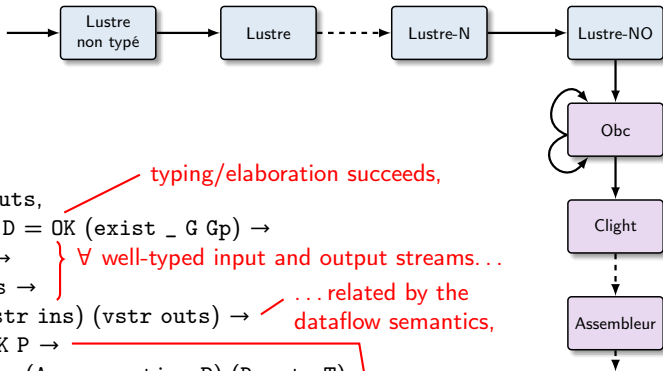 Lustre
non typé
Lustre
Lustre-N
Lustre-NO
Obc
Clight
Assembleur
typing/elaboration succeeds,
uts,
D = OK (exist _ G Gp) →
→
∀ well-typed input and output streams...
s →
str ins) (vstr outs) →
...related by the
dataflow semantics,
K P →